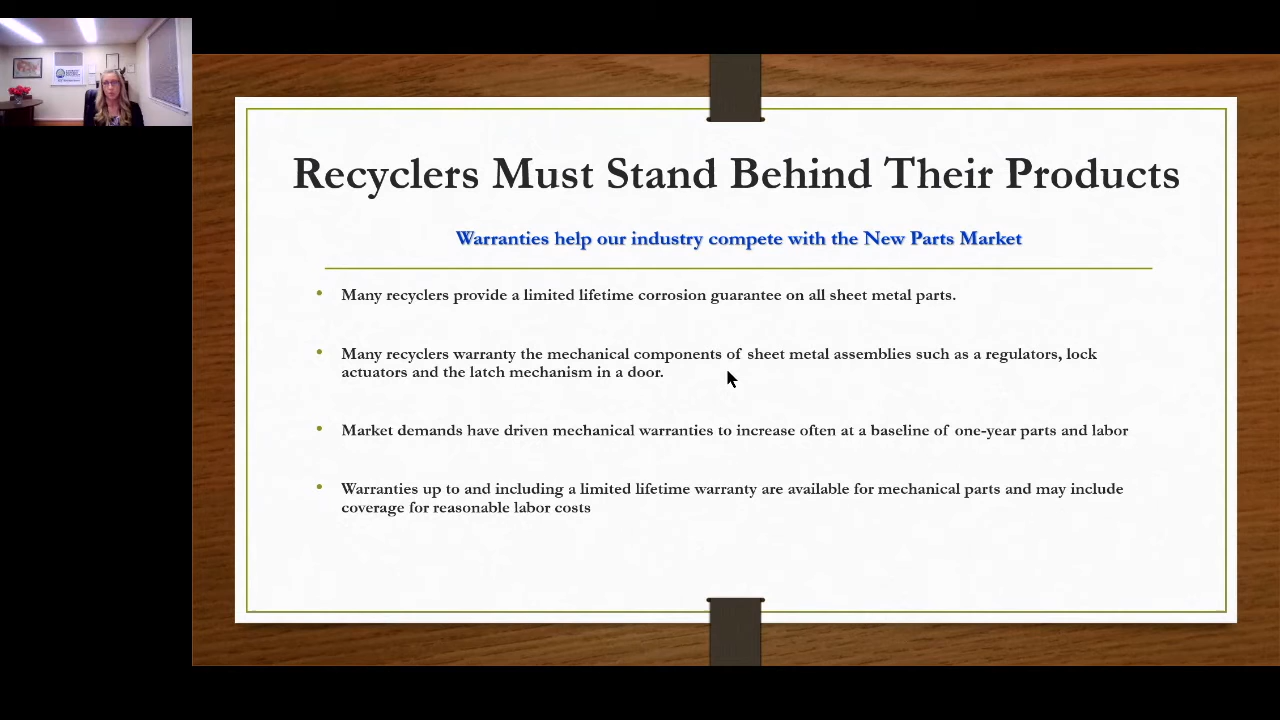 Recyclers Must Stand Behind Their Products
Warranties help our industry compete with the New Parts Market
• Many recyclers provide a limited lifetime corrosion guarantee on all sheet metal parts.
• Many recyclers warranty the mechanical components of sheet metal assemblies such as a regulators, lock
actuators and the latch mechanism in a door.
• Market demands have driven mechanical warranties to increase often at a baseline of one-year parts and labor
• Warranties up to and including a limited lifetime warranty are available for mechanical parts and may include
coverage for reasonable labor costs